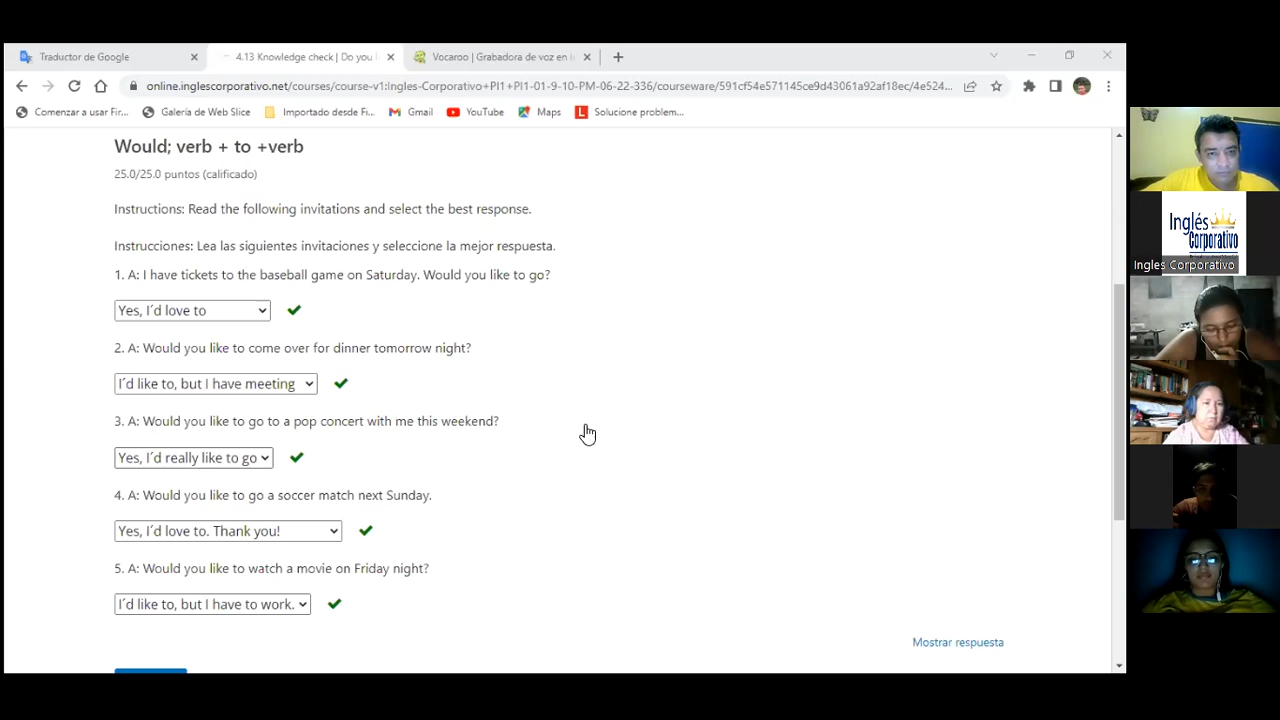 Traductor de Google
4.13 Knowledge check | Do you
Vocaroo | Grabadora de voz en l
online.inglescorporativo.net/courses/course-v1:Ingles-Corporativo+PI1+PI1-01-9-10-PM-06-22-336/courseware/591cf54e571145ce9d43061a92af18ec/4e524...
Comenzar a usar Fir...
Galería de Web Slice
Importado desde Fi...
Gmail
YouTube
Maps
Solucione problem...
Would; verb + to +verb
25.0/25.0 puntos (calificado)
Instructions: Read the following invitations and select the best response.
Instrucciones: Lea las siguientes invitaciones y seleccione la mejor respuesta.
1. A: I have tickets to the baseball game on Saturday. Would you like to go?
Yes, I´d love to
2. A: Would you like to come over for dinner tomorrow night?
I´d like to, but I have meeting
3. A: Would you like to go to a pop concert with me this weekend?
Yes, I´d really like to go
4. A: Would you like to go a soccer match next Sunday.
Yes, I´d love to. Thank you!
5. A: Would you like to watch a movie on Friday night?
I´d like to, but I have to work.
Mostrar respuesta
Inglés
Corporativo
Ingles Corporativo